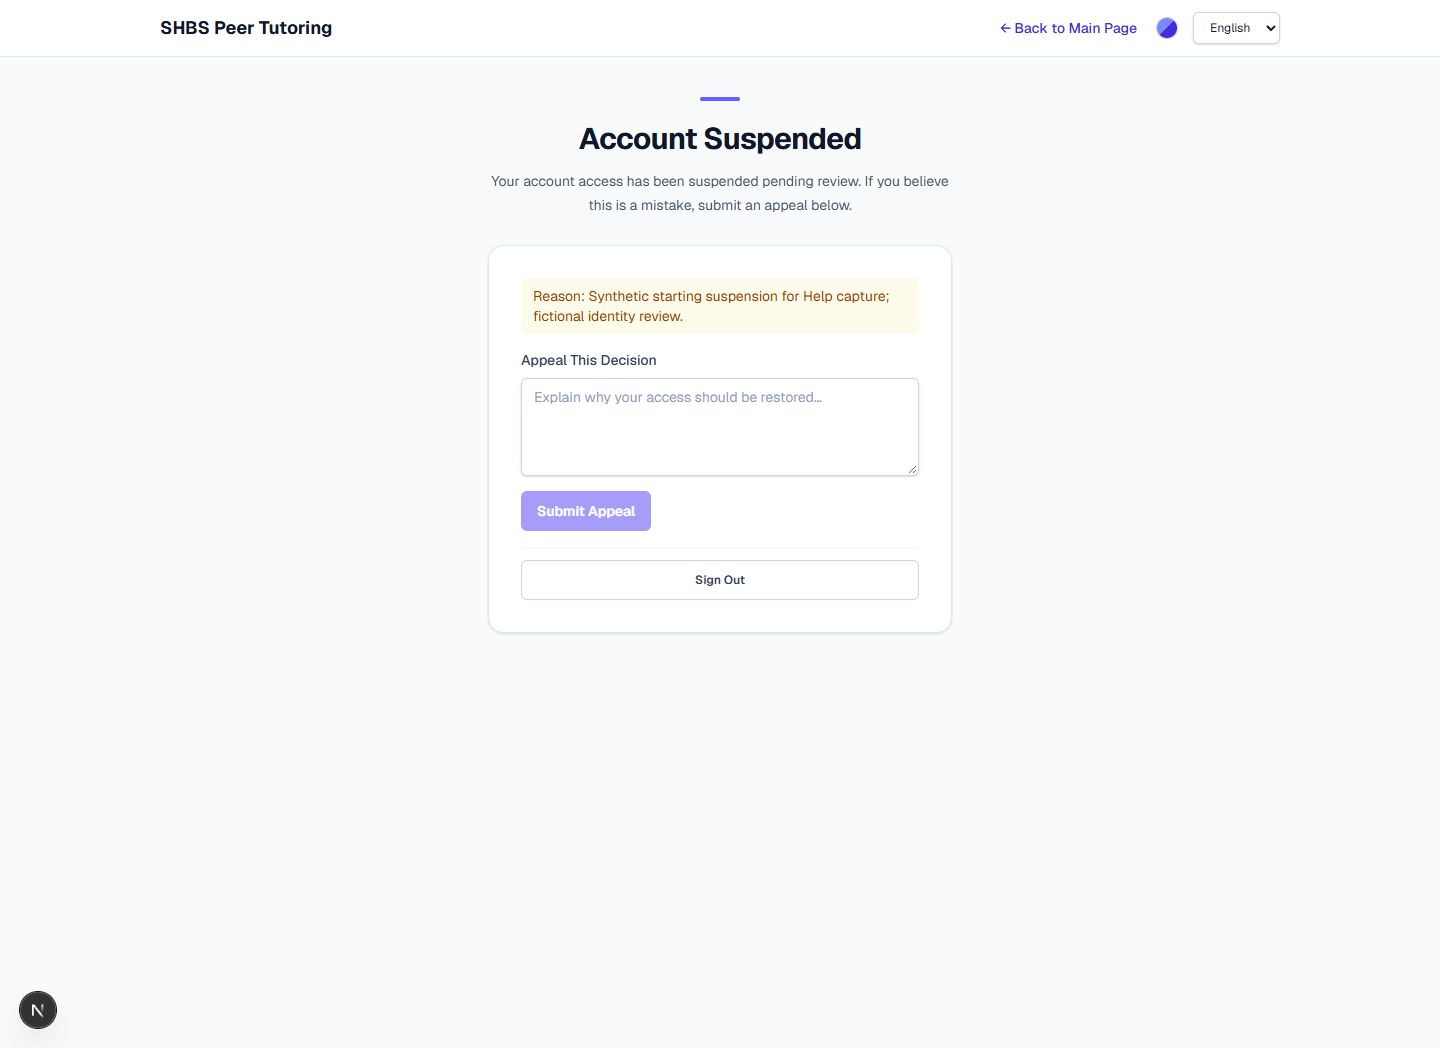 SHBS Peer Tutoring
← Back to Main Page
English
Account Suspended
Your account access has been suspended pending review. If you believe
this is a mistake, submit an appeal below.
Reason: Synthetic starting suspension for Help capture;
fictional identity review.
Appeal This Decision
Explain why your access should be restored...
Submit Appeal
Sign Out
N